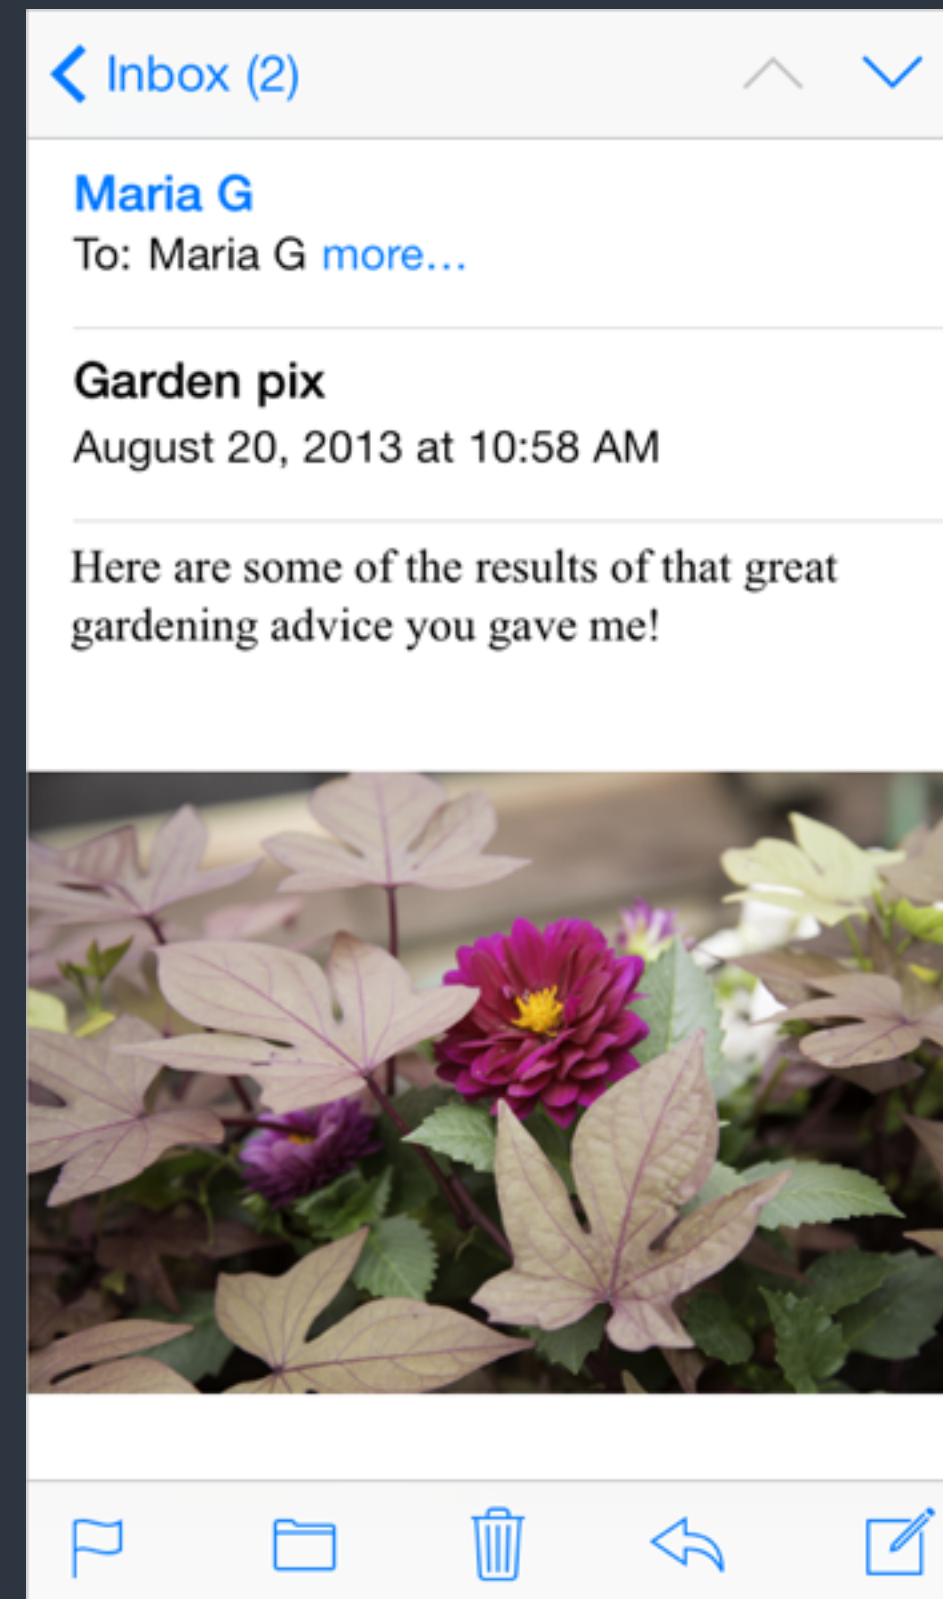 Inbox (2)
Maria G
To: Maria G more...
Garden pix
August 20, 2013 at 10:58 AM
Here are some of the results of that great
gardening advice you gave me!